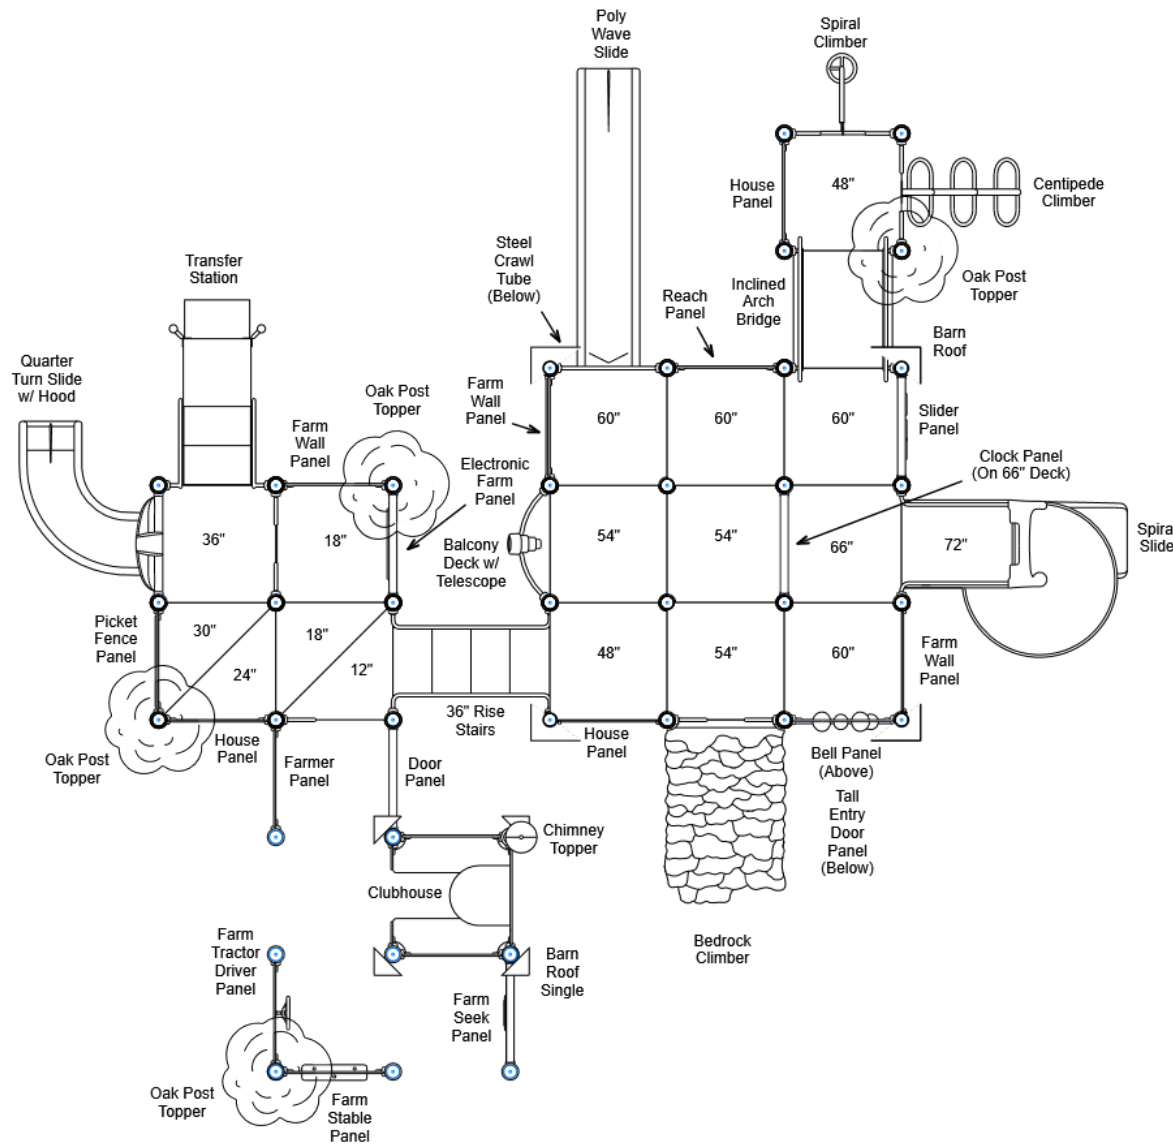 Poly
Wave
Slide
Spiral
Climber
House
Panel
48"
Centipede
Climber
Steel
Crawl
Tube
(Below)
Transfer
Station
Inclined
Arch
Bridge
Oak Post
Topper
Reach
Panel
Barn
Roof
Quarter
Turn Slide
w/ Hood
Oak Post
Topper
Farm
Wall
Panel
60"
60"
60"
Slider
Panel
Farm
Wall
Panel
Electronic
Farm
Panel
Clock Panel
(On 66" Deck)
36"
18"
Balcony
Deck w/
Telescope
54"
54"
66"
72"
Spiral
Slide
Picket
Fence
Panel
30"
24"
18"
12"
48"
54"
60"
Farm
Wall
Panel
36" Rise
Stairs
House
Panel
Oak Post
Topper
House
Panel
Farmer
Panel
Door
Panel
Bell Panel
(Above)
Tall
Entry
Door
Panel
(Below)
Chimney
Topper
Clubhouse
Bedrock
Climber
Farm
Tractor
Driver
Panel
Barn
Roof
Single
Farm
Seek
Panel
Oak Post
Topper
Farm
Stable
Panel